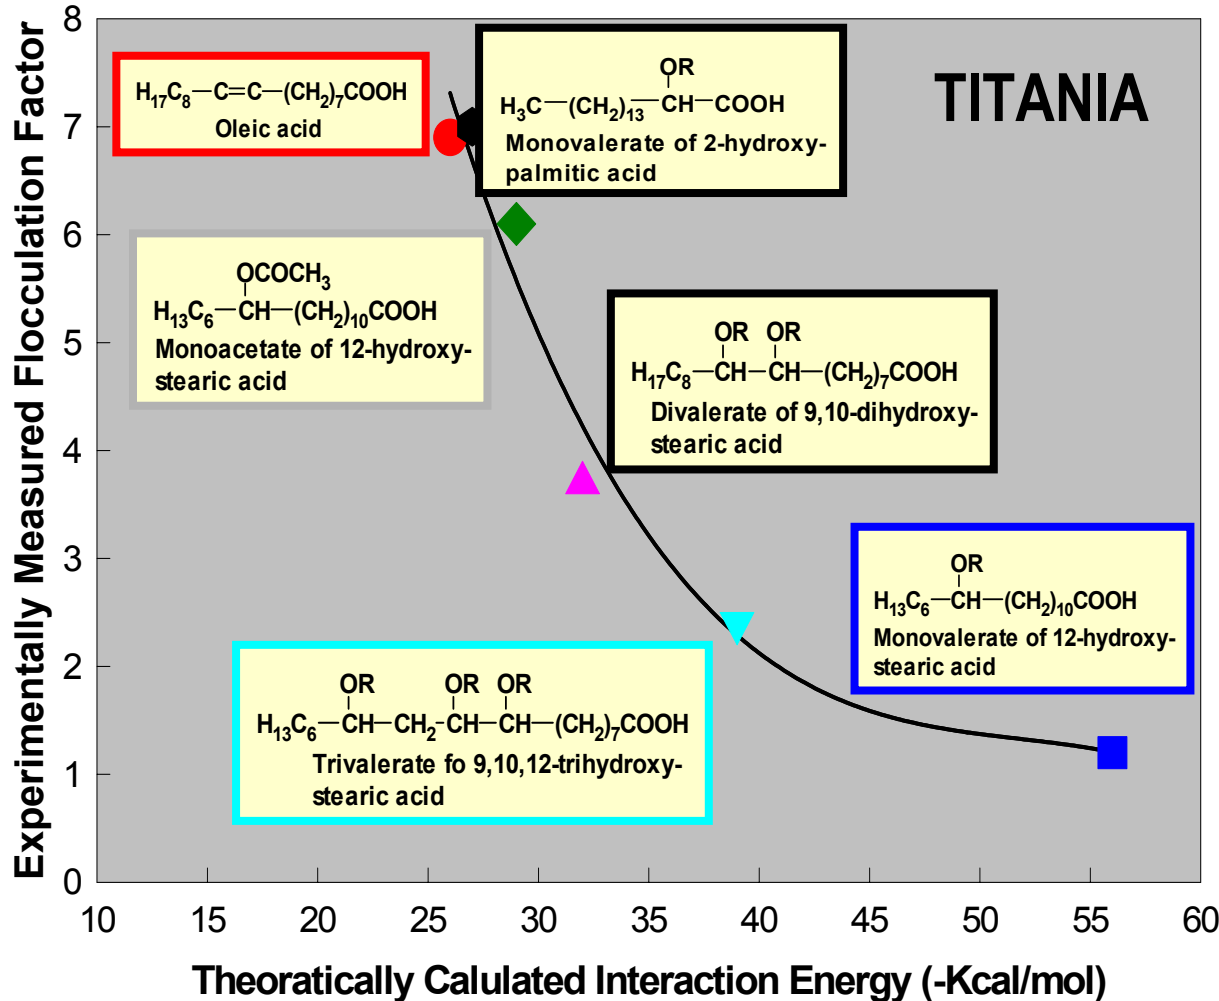 Experimentally Measured Flocculation Factor
8
7
6
5
4
3
2
1
0
TITANIA
H17C8—C=C—(CH2)7COOH
Oleic acid
OR
H3C—(CH2)13—CH—COOH
Monovalerate of 2-hydroxy-
palmitic acid
OCOCH3
H13C6—CH—(CH2)10COOH
Monoacetate of 12-hydroxy-
stearic acid
OR OR
H17C8—CH—CH—(CH2)7COOH
Divalerate of 9,10-dihydroxy-
stearic acid
OR
H13C6—CH—(CH2)10COOH
Monovalerate of 12-hydroxy-
stearic acid
OR OR OR
H13C6—CH—CH2—CH—CH—(CH2)7COOH
Trivalerate fo 9,10,12-trihydroxy-
stearic acid
10 15 20 25 30 35 40 45 50 55 60
Theoratically Calulated Interaction Energy (-Kcal/mol)